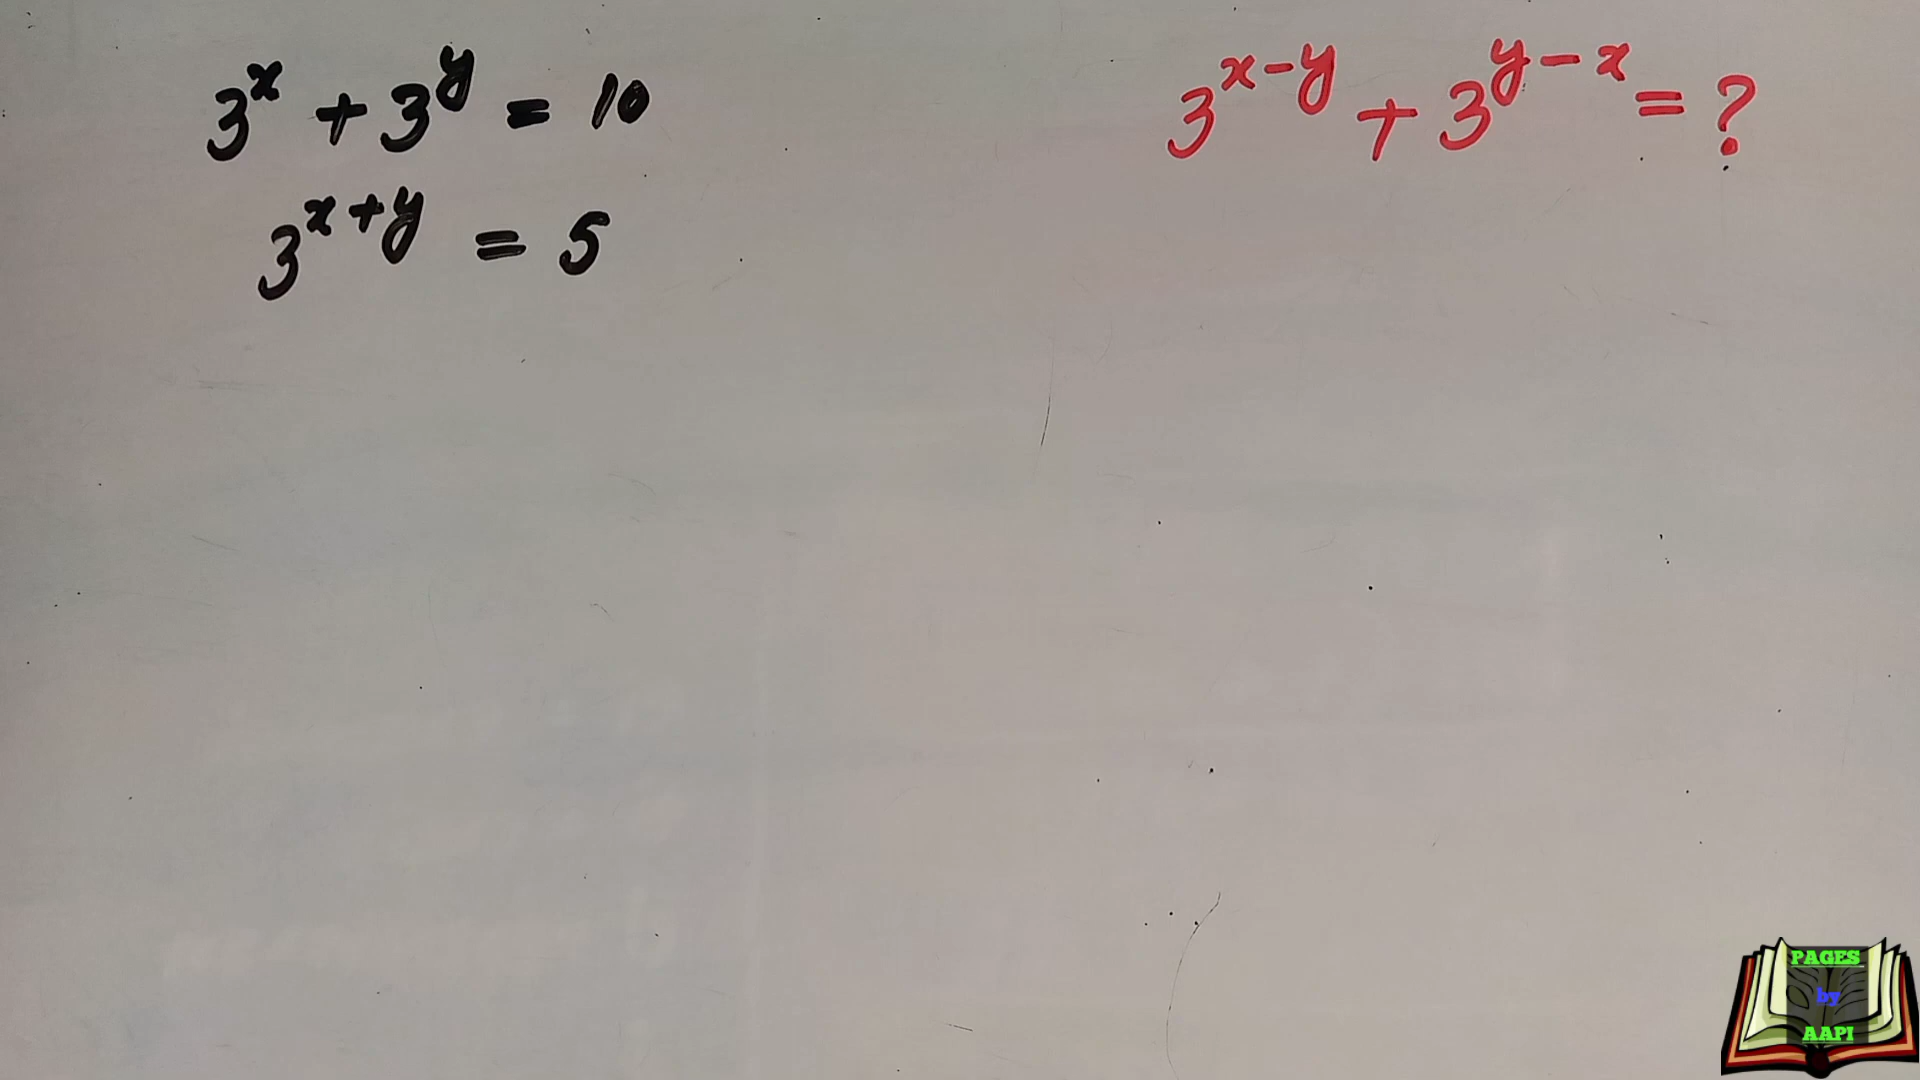 3^x + 3^y = 10
3^{x+y} = 5
3^{x-y} + 3^{y-x} = ?
PAGES
by
AAPI